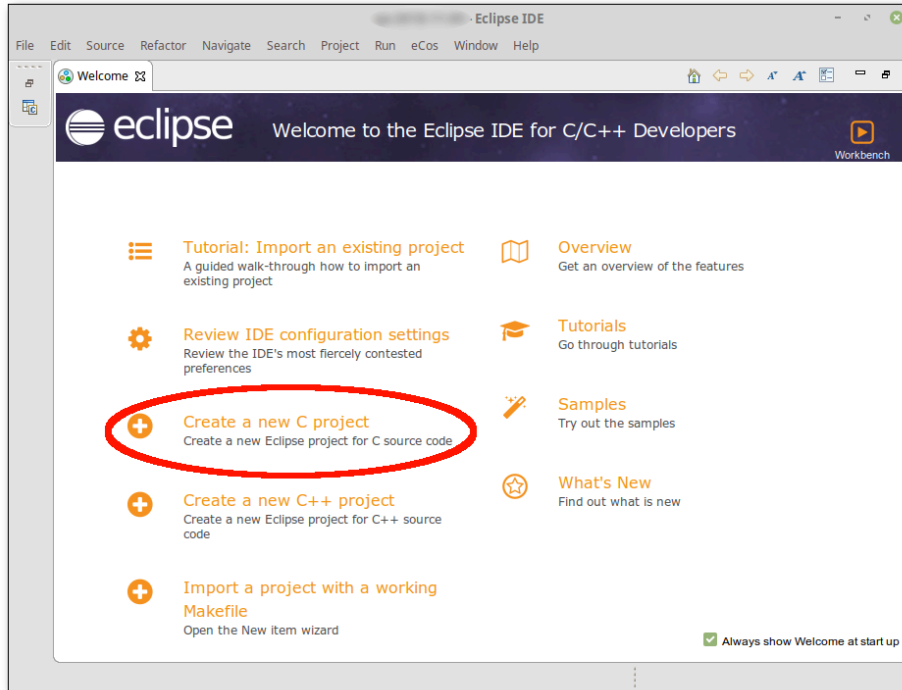 - Eclipse IDE
File Edit Source Refactor Navigate Search Project Run eCos Window Help
Welcome
eclipse
Welcome to the Eclipse IDE for C/C++ Developers
Workbench
Tutorial: Import an existing project
A guided walk-through how to import an
existing project
Review IDE configuration settings
Review the IDE's most fiercely contested
preferences
Create a new C project
Create a new Eclipse project for C source code
Create a new C++ project
Create a new Eclipse project for C++ source
code
Import a project with a working
Makefile
Open the New item wizard
Overview
Get an overview of the features
Tutorials
Go through tutorials
Samples
Try out the samples
What's New
Find out what is new
Always show Welcome at start up